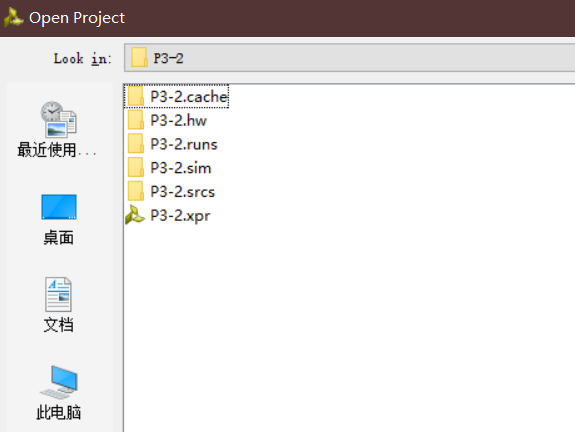 Open Project
Look in: P3-2
P3-2.cache
P3-2.hw
P3-2.runs
P3-2.sim
P3-2.srcs
P3-2.xpr
最近使用...
桌面
文档
此电脑